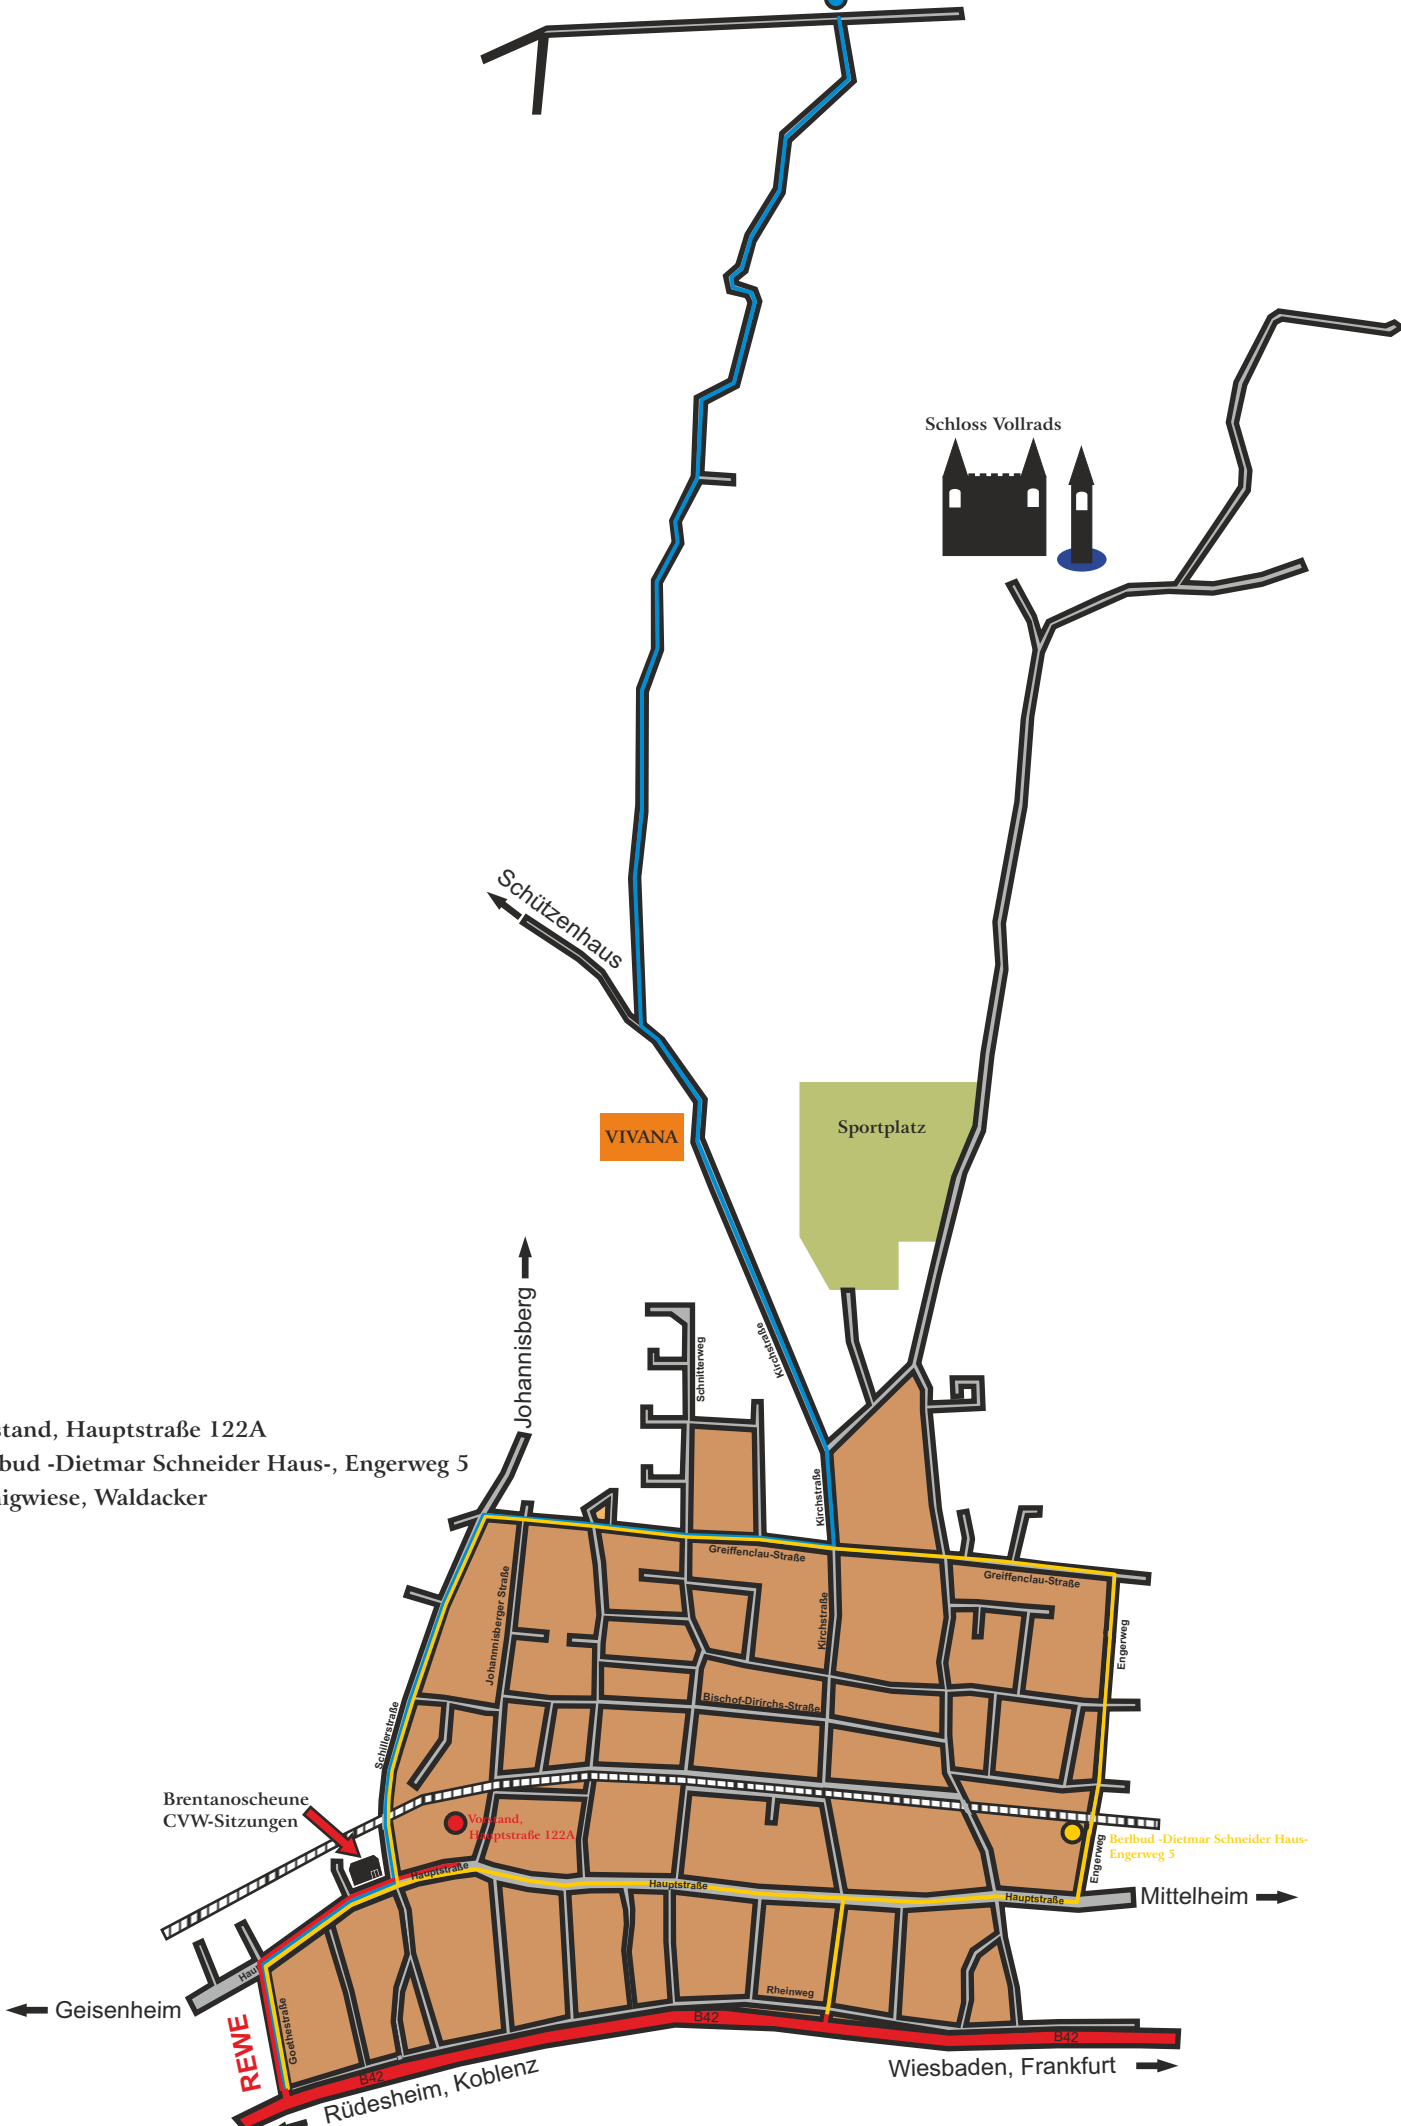 Schloss Vollrads
Schützenhaus
VIVANA
Sportplatz
Johannisberg
Schnitterweg
Kirchstraße
stand, Hauptstraße 122A
bud -Dietmar Schneider Haus-, Engerweg 5
igwiese, Waldacker
Kirchstraße
Greiffenclau-Straße
Greiffenclau-Straße
Johannnisberger Straße
Kirchstraße
Engerweg
Bischof-Dirichs-Straße
Schillerstraße
Brentanoscheune
CVW-Sitzungen
Vorstand,
Hauptstraße 122A
Berlbud -Dietmar Schneider Haus-
Engerweg 5
Engerweg
Hauptstraße
Hauptstraße
Hauptstraße
Mittelheim
Hau
Geisenheim
Goethestraße
REWE
Rheinweg
B42
B42
B42
Wiesbaden, Frankfurt
Rüdesheim, Koblenz